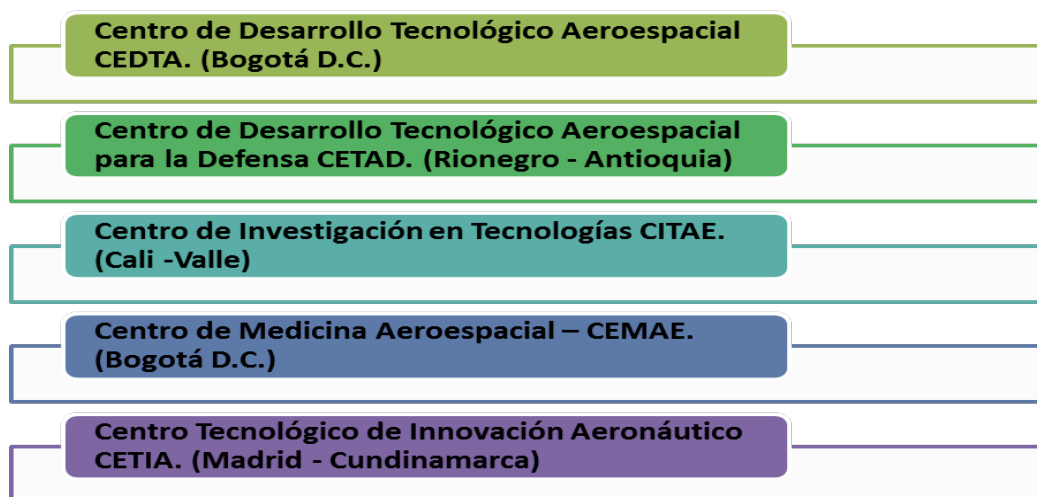 Centro de Desarrollo Tecnológico Aeroespacial
CEDTA. (Bogotá D.C.)
Centro de Desarrollo Tecnológico Aeroespacial
para la Defensa CETAD. (Rionegro - Antioquia)
Centro de Investigación en Tecnologías CITAE.
(Cali -Valle)
Centro de Medicina Aeroespacial – CEMAE.
(Bogotá D.C.)
Centro Tecnológico de Innovación Aeronáutico
CETIA. (Madrid - Cundinamarca)